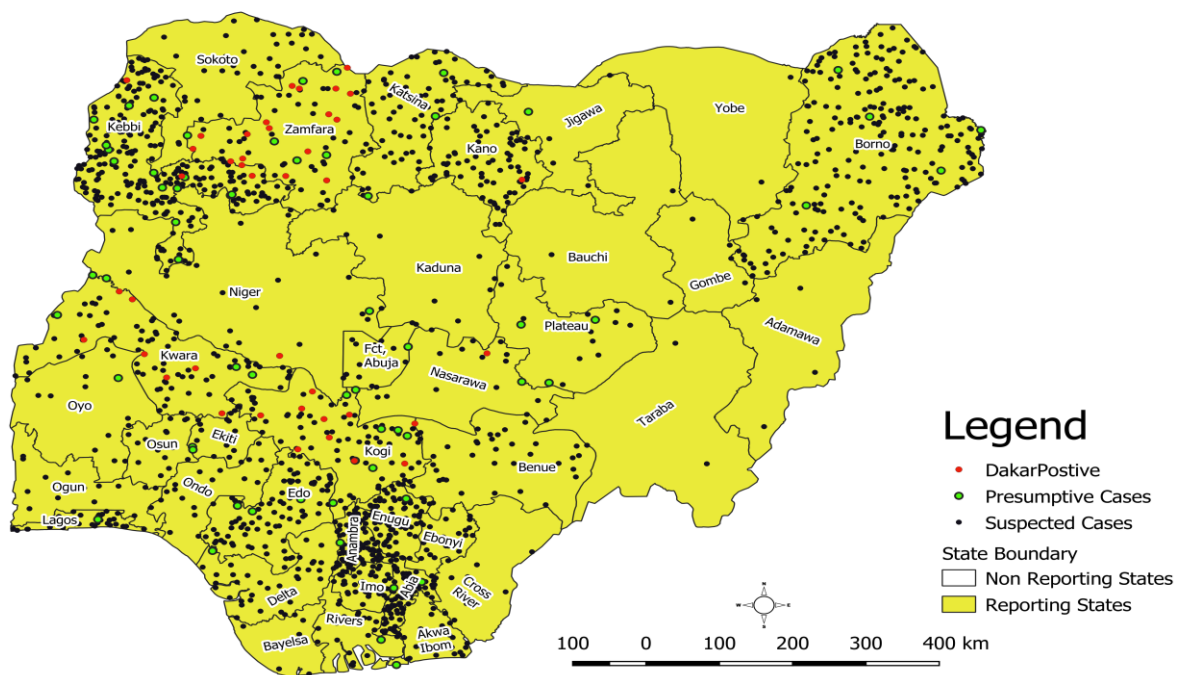 Sokoto
Katsina
Jigawa
Yobe
Kebbi
Zamfara
Kano
Borno
Kaduna
Bauchi
Gombe
Niger
Adamawa
Plateau
Kwara
Fct,
Abuja
Nasarawa
Oyo
Taraba
Osun
Ekiti
Kogi
Benue
Ogun
Ondo
Edo
Lagos
Anambra
Enugu
Ebonyi
Delta
Imo
Abia
Cross
River
Rivers
Bayelsa
Akwa
Ibom
Legend
DakarPostive
Presumptive Cases
Suspected Cases
State Boundary
Non Reporting States
Reporting States
N
W E
S
100 0 100 200 300 400 km